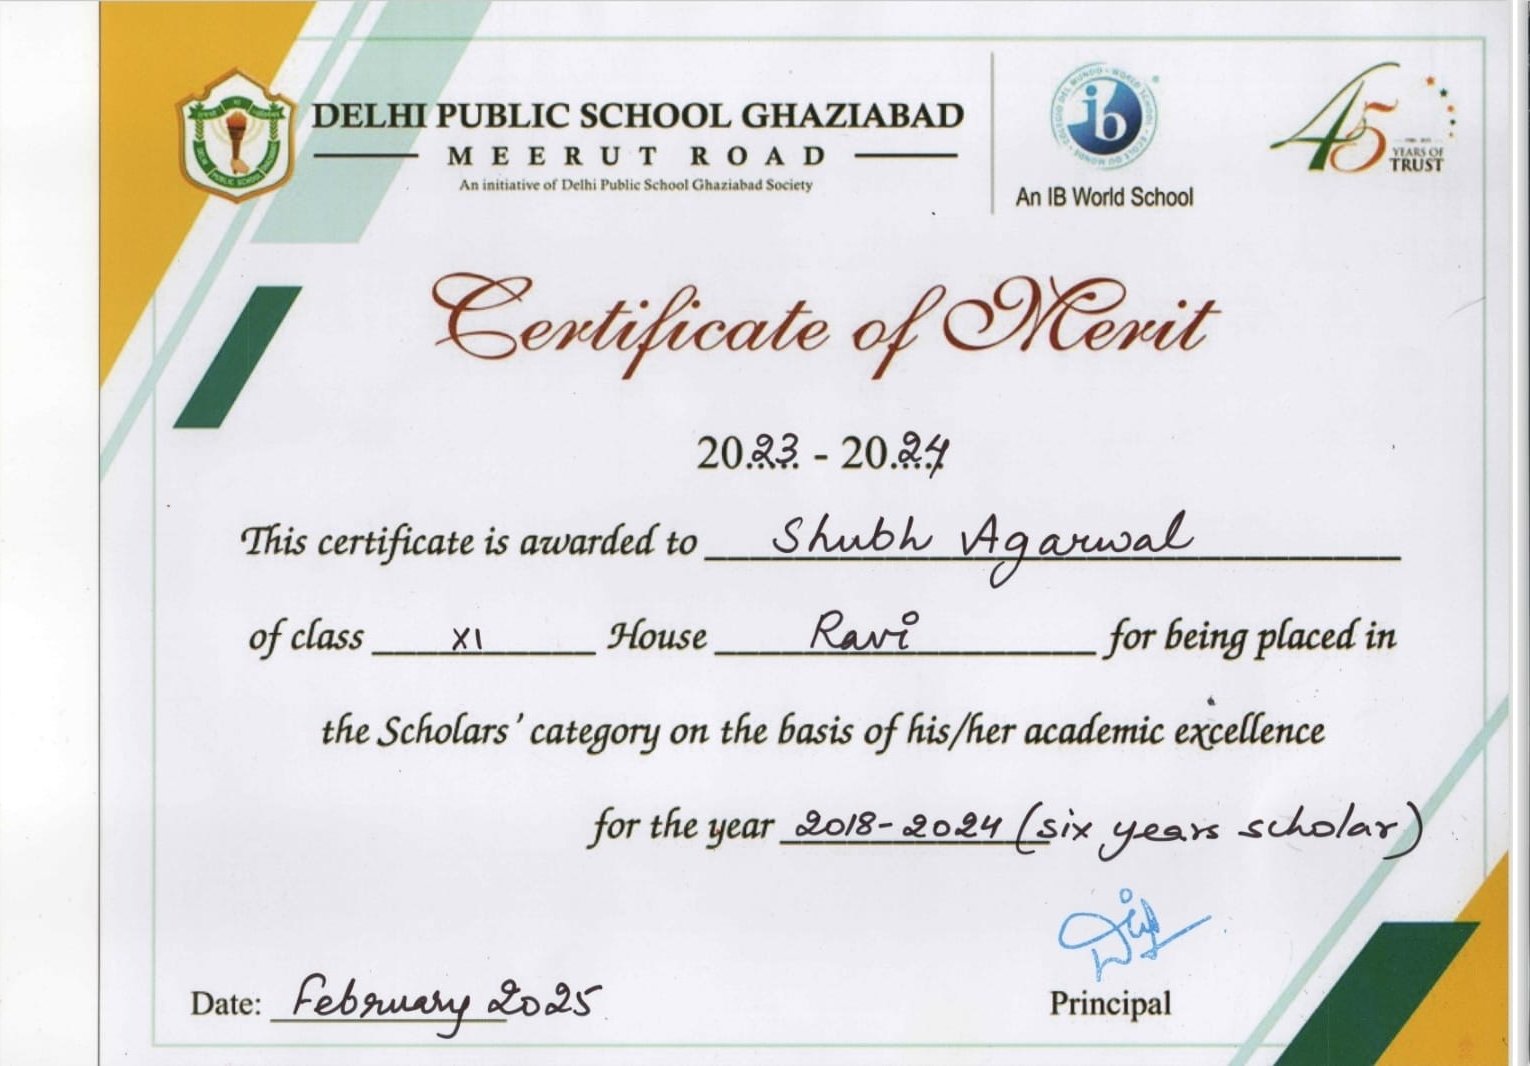 DELHI PUBLIC SCHOOL GHAZIABAD
MEERUT ROAD
An initiative of Delhi Public School Ghaziabad Society
ib
An IB World School
45
YEARS OF
TRUST
Certificate of Merit
2023 - 2024
This certificate is awarded to Shubh Agarwal
of class XI House Ravi for being placed in
the Scholars' category on the basis of his/her academic excellence
for the year 2018-2024 (six years scholar)
Date: February 2025
Principal